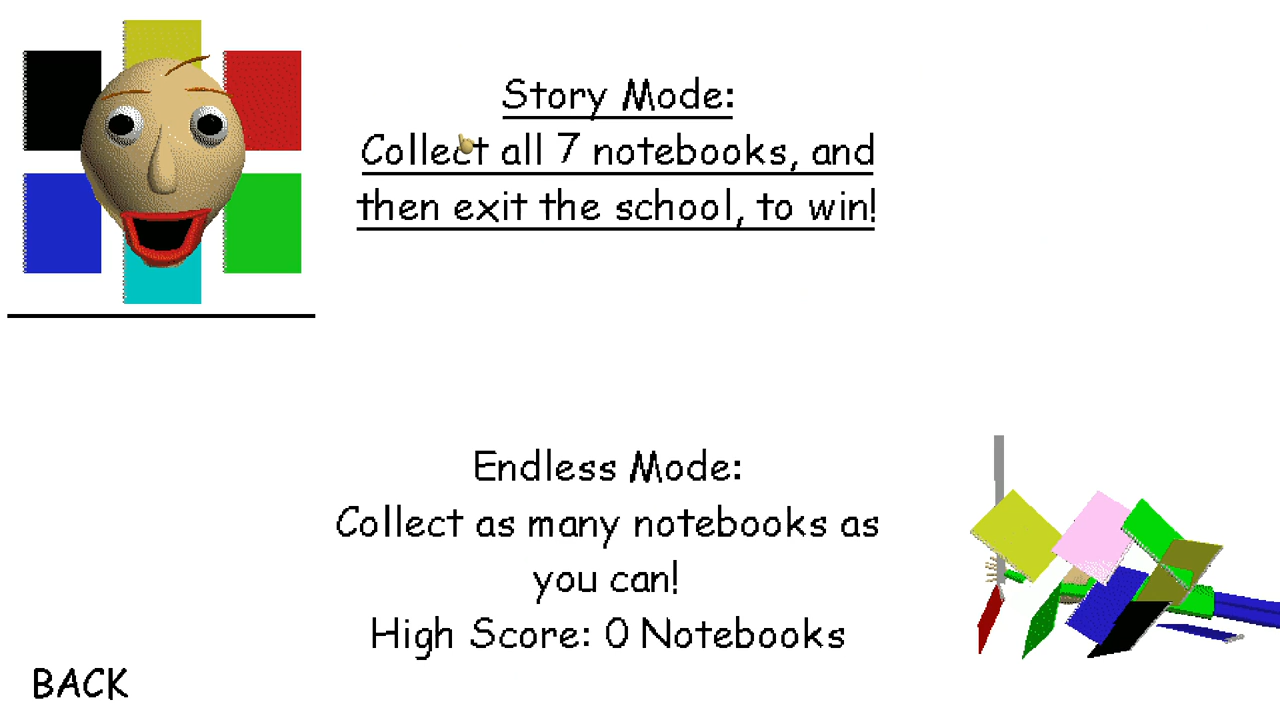 Story Mode:
Collect all 7 notebooks, and
then exit the school, to win!
Endless Mode:
Collect as many notebooks as
you can!
High Score: 0 Notebooks
BACK